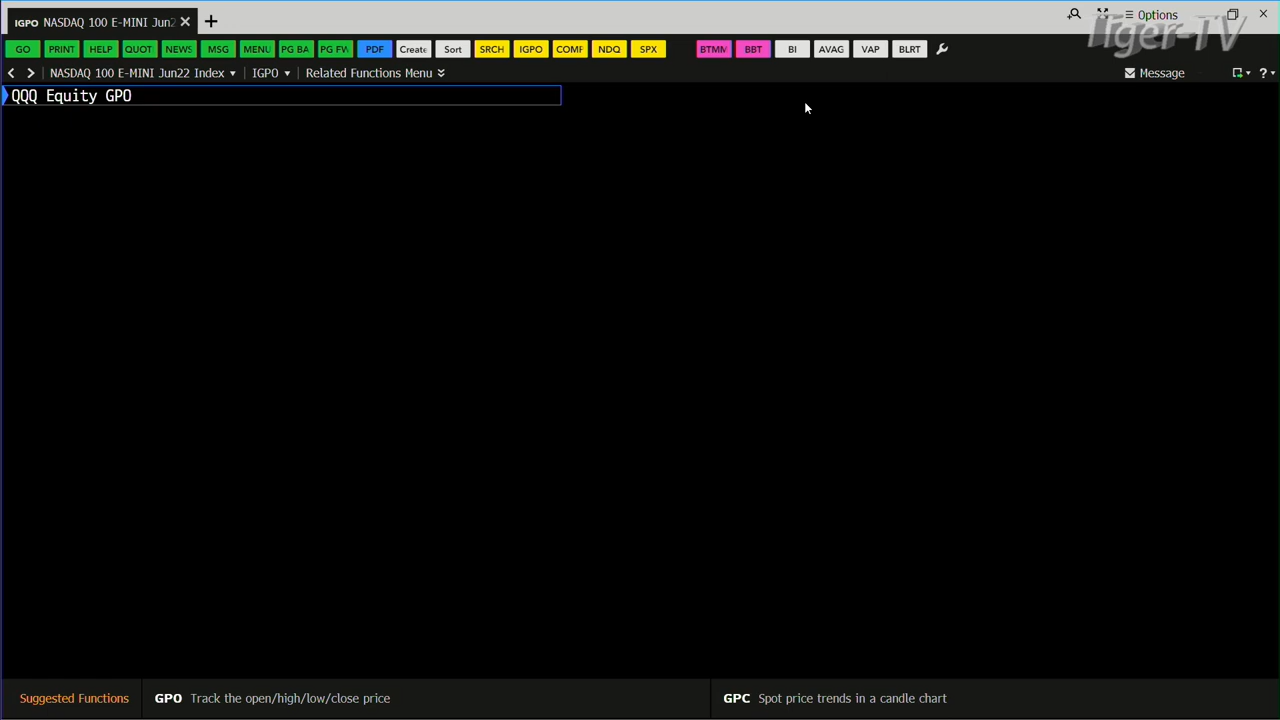 IGPO NASDAQ 100 E-MINI Jun2
Options
Tiger-TV
GO PRINT HELP QUOT NEWS MSG MENU PG BA PG FW PDF Create Sort SRCH IGPO COMF NDQ SPX BTMM BBT BI AVAG VAP BLRT
NASDAQ 100 E-MINI Jun22 Index IGPO Related Functions Menu Message ?
QQQ Equity GPO
Suggested Functions GPO Track the open/high/low/close price GPC Spot price trends in a candle chart